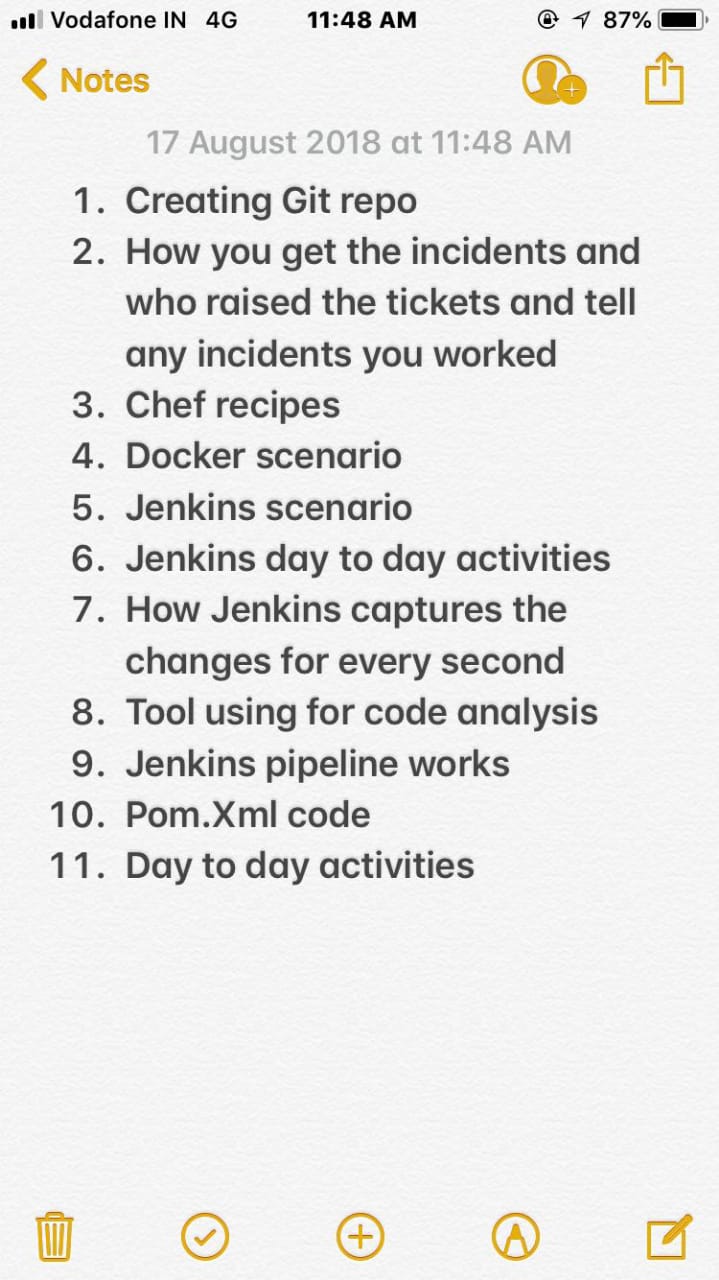 Vodafone IN 4G 11:48 AM 87%
Notes
17 August 2018 at 11:48 AM
1. Creating Git repo
2. How you get the incidents and
who raised the tickets and tell
any incidents you worked
3. Chef recipes
4. Docker scenario
5. Jenkins scenario
6. Jenkins day to day activities
7. How Jenkins captures the
changes for every second
8. Tool using for code analysis
9. Jenkins pipeline works
10. Pom.Xml code
11. Day to day activities